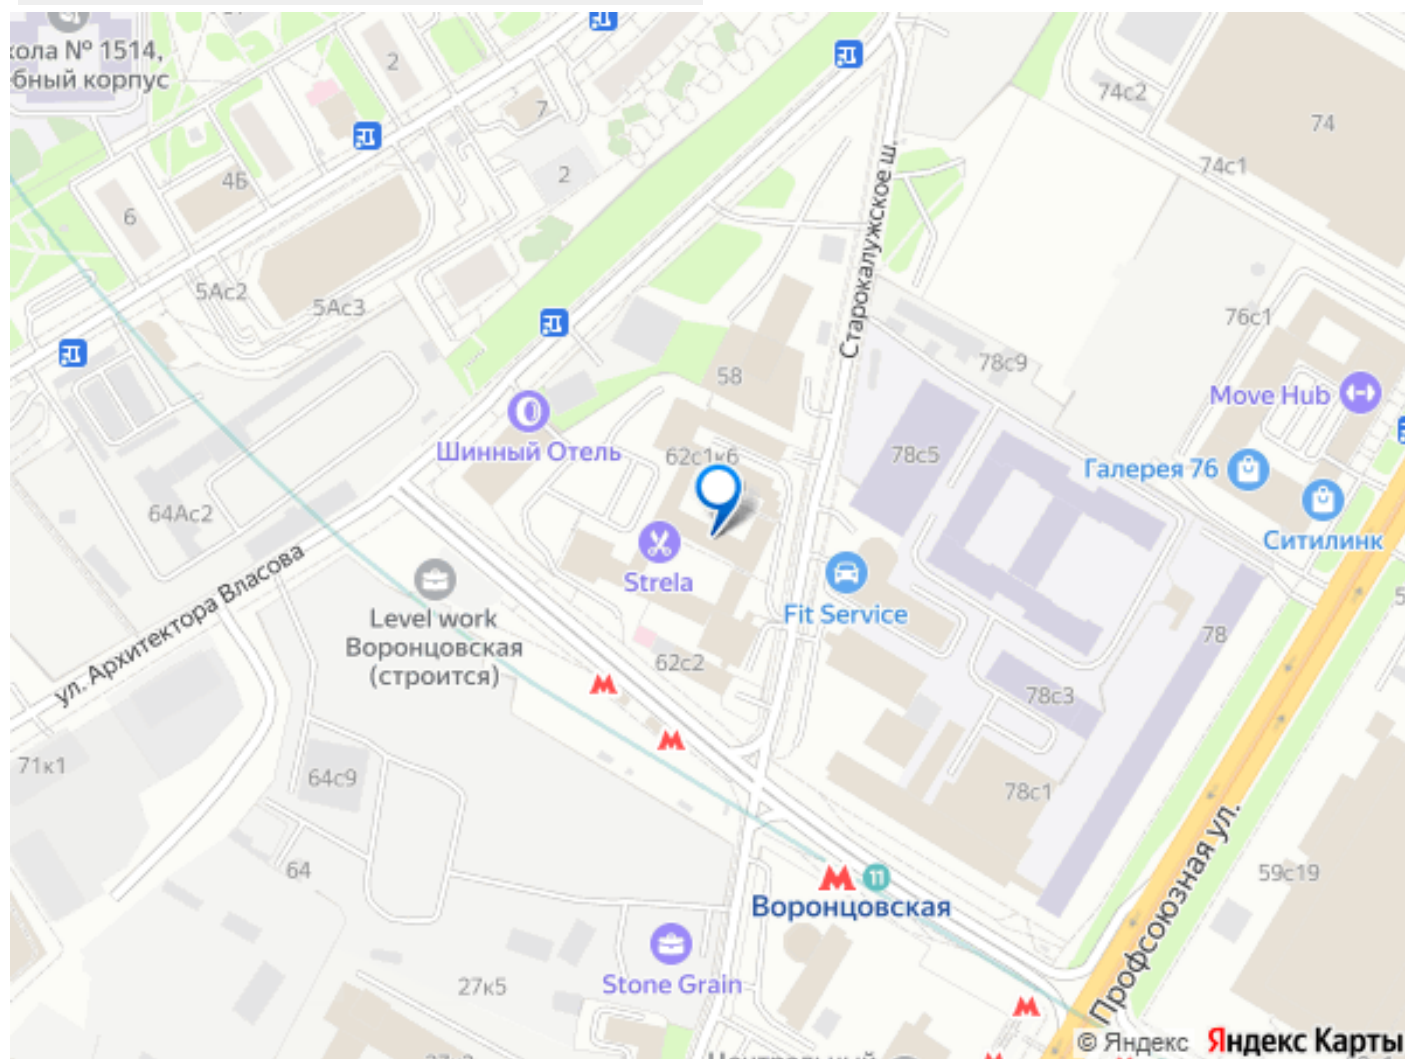 кола № 1514,
бный корпус
2
7
2
4Б
6
5Ас2
5Ас3
74с2
74
74с1
Старокалужское ш.
76с1
78с9
58
Move Hub
Шинный Отель
62с1к6
78с5
Галерея 76
64Ас2
Ситилинк
ул. Архитектора Власова
Strela
Level work
Воронцовская
(строится)
Fit Service
78
62с2
78с3
71к1
64с9
78с1
64
11
Воронцовская
59с19
Профсоюзная ул.
Stone Grain
27к5
© Яндекс Яндекс Карты